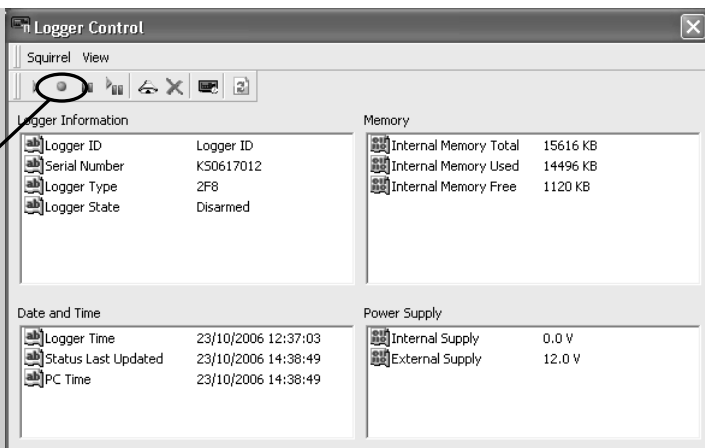 Logger Control
Squirrel View
Logger Information
Logger ID Logger ID
Serial Number KS0617012
Logger Type 2F8
Logger State Disarmed
Memory
Internal Memory Total 15616 KB
Internal Memory Used 14496 KB
Internal Memory Free 1120 KB
Date and Time
Logger Time 23/10/2006 12:37:03
Status Last Updated 23/10/2006 14:38:49
PC Time 23/10/2006 14:38:49
Power Supply
Internal Supply 0.0 V
External Supply 12.0 V